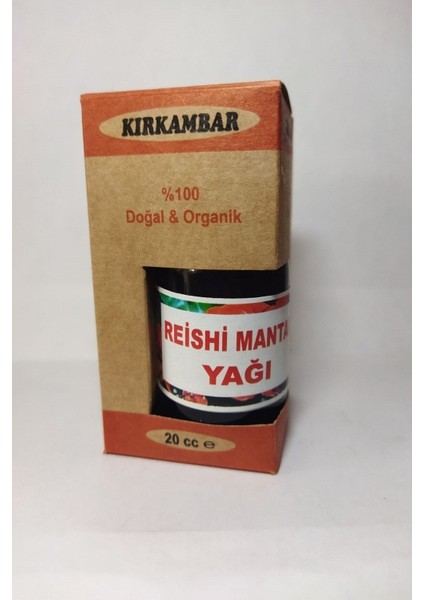 KIRKAMBAR
%100
Doğal & Organik
REİSHİ MANTA
YAĞI
20 cc ℮